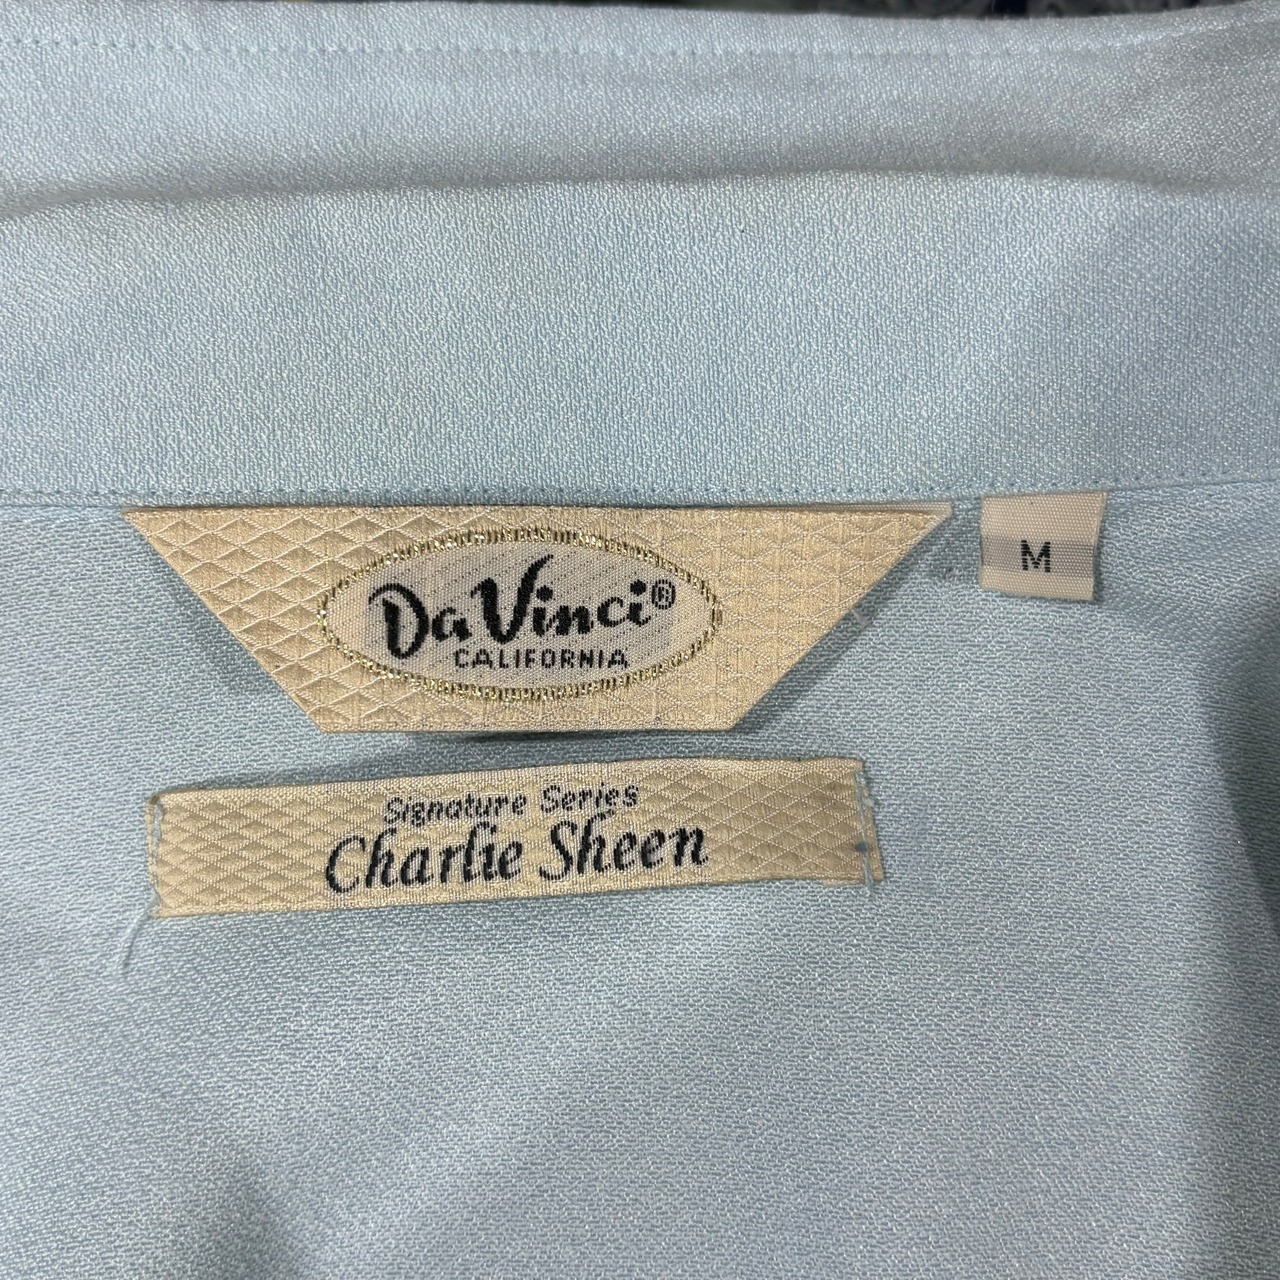 Da Vinci®
CALIFORNIA
M
Signature Series
Charlie Sheen